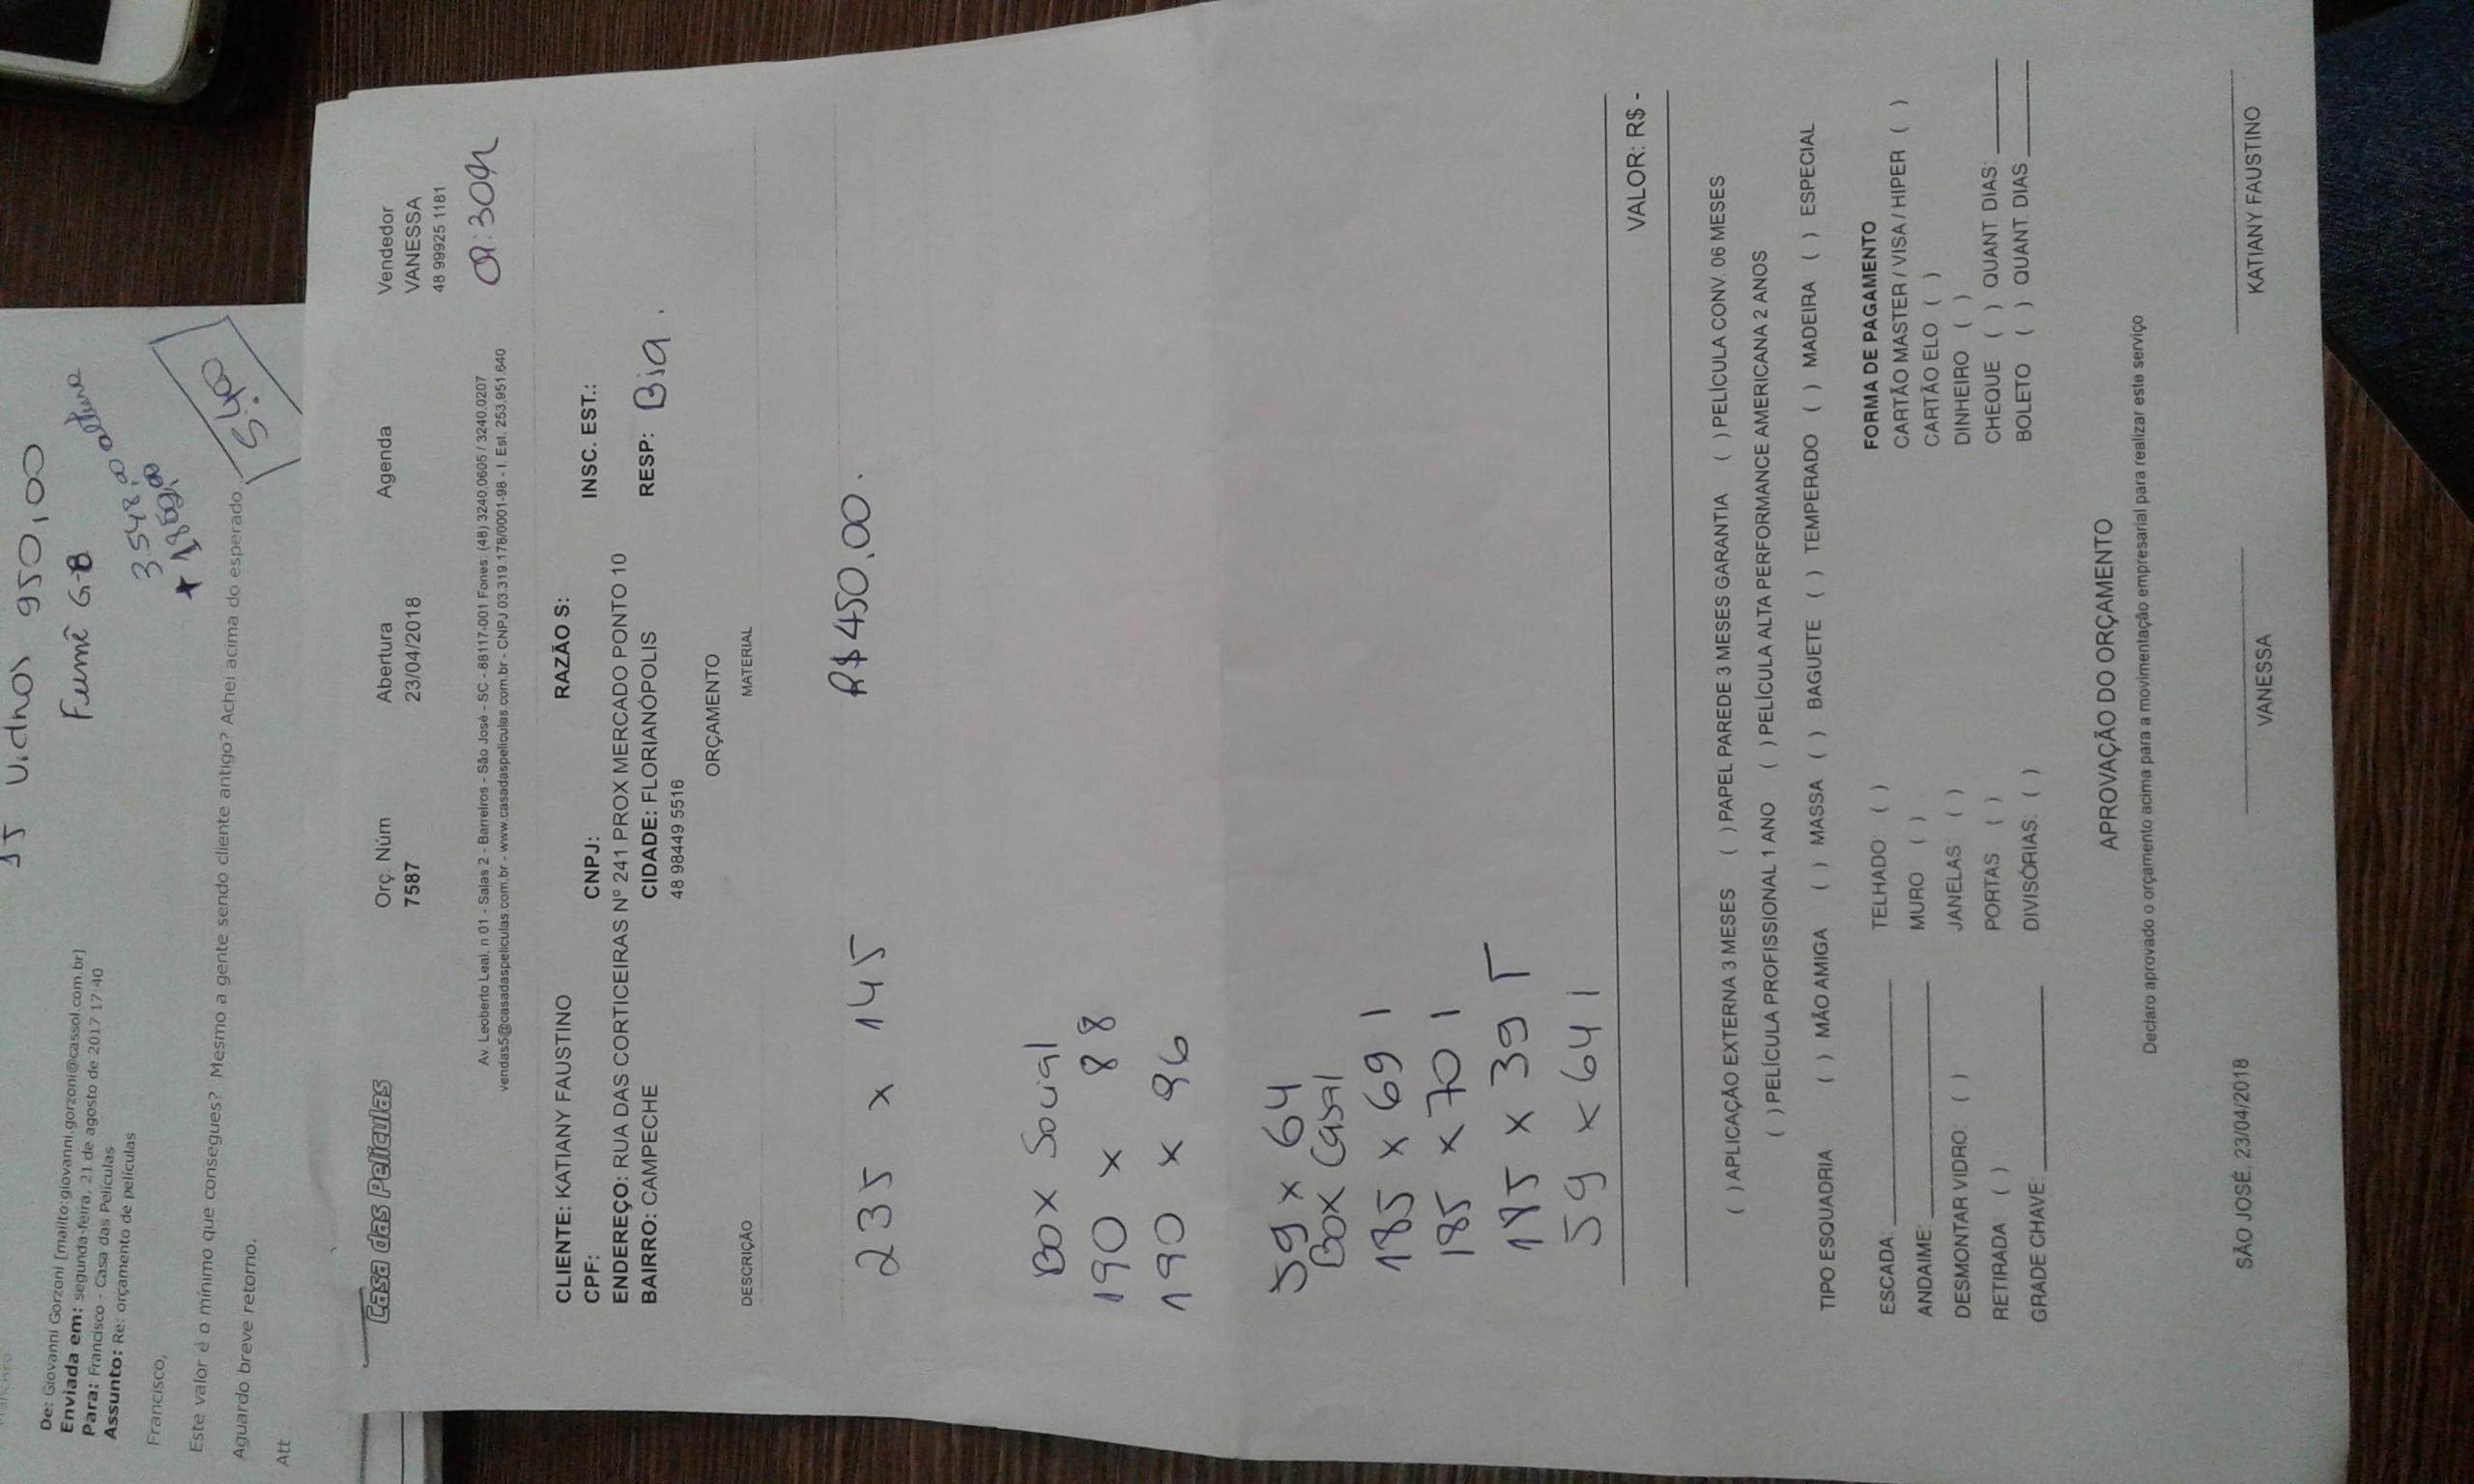 15 Vidros 950,00
Fumê G-8
3.548,00 altura
+ 1.869,00
5.400
De: Giovanni Gorzoni [mailto:giovanni.gorzoni@cassol.com.br]
Enviada em: segunda-feira, 21 de agosto de 2017 17:40
Para: Francisco - Casa das Películas
Assunto: Re: orçamento de películas
Francisco,
Este valor é o mínimo que consegues? Mesmo a gente sendo cliente antigo? Achei acima do esperado.
Aguardo breve retorno.
Att
Casa das Películas
Orç. Núm Abertura Agenda Vendedor
7587 23/04/2018 VANESSA
48 99925 1181
Av. Leoberto Leal, n 01 - Salas 2 - Barreiros - São José - SC - 88117-001 Fones: (48) 3240.0605 / 3240.0207
vendas5@casadaspeliculas.com.br - www.casadaspeliculas.com.br - CNPJ 03.319.178/0001-98 - I. Est. 253.951.640
09:30h
CLIENTE: KATIANY FAUSTINO RAZÃO S:
CPF: CNPJ: INSC. EST.:
ENDEREÇO: RUA DAS CORTICEIRAS Nº 241 PROX MERCADO PONTO 10
BAIRRO: CAMPECHE CIDADE: FLORIANÓPOLIS RESP: Bia.
48 98449 5516
ORÇAMENTO
DESCRIÇÃO MATERIAL
235 x 145 R$ 450,00.
Box Social
190 x 88
190 x 96
59 x 64
Box Casal
185 x 69 1
185 x 70 1
185 x 39 T
59 x 64 1
VALOR: R$ -
( ) APLICAÇÃO EXTERNA 3 MESES ( ) PAPEL PAREDE 3 MESES GARANTIA ( ) PELÍCULA CONV. 06 MESES
( ) PELÍCULA PROFISSIONAL 1 ANO ( ) PELÍCULA ALTA PERFORMANCE AMERICANA 2 ANOS
TIPO ESQUADRIA ( ) MÃO AMIGA ( ) MASSA ( ) BAGUETE ( ) TEMPERADO ( ) MADEIRA ( ) ESPECIAL
FORMA DE PAGAMENTO
ESCADA: TELHADO: ( ) CARTÃO MASTER / VISA / HIPER ( )
ANDAIME: MURO: ( ) CARTÃO ELO ( )
DESMONTAR VIDRO: ( ) JANELAS: ( ) DINHEIRO ( )
RETIRADA: ( ) PORTAS: ( ) CHEQUE ( ) QUANT DIAS:
GRADE CHAVE: DIVISÓRIAS: ( ) BOLETO ( ) QUANT. DIAS
APROVAÇÃO DO ORÇAMENTO
Declaro aprovado o orçamento acima para a movimentação empresarial para realizar este serviço
SÃO JOSÉ, 23/04/2018
VANESSA KATIANY FAUSTINO